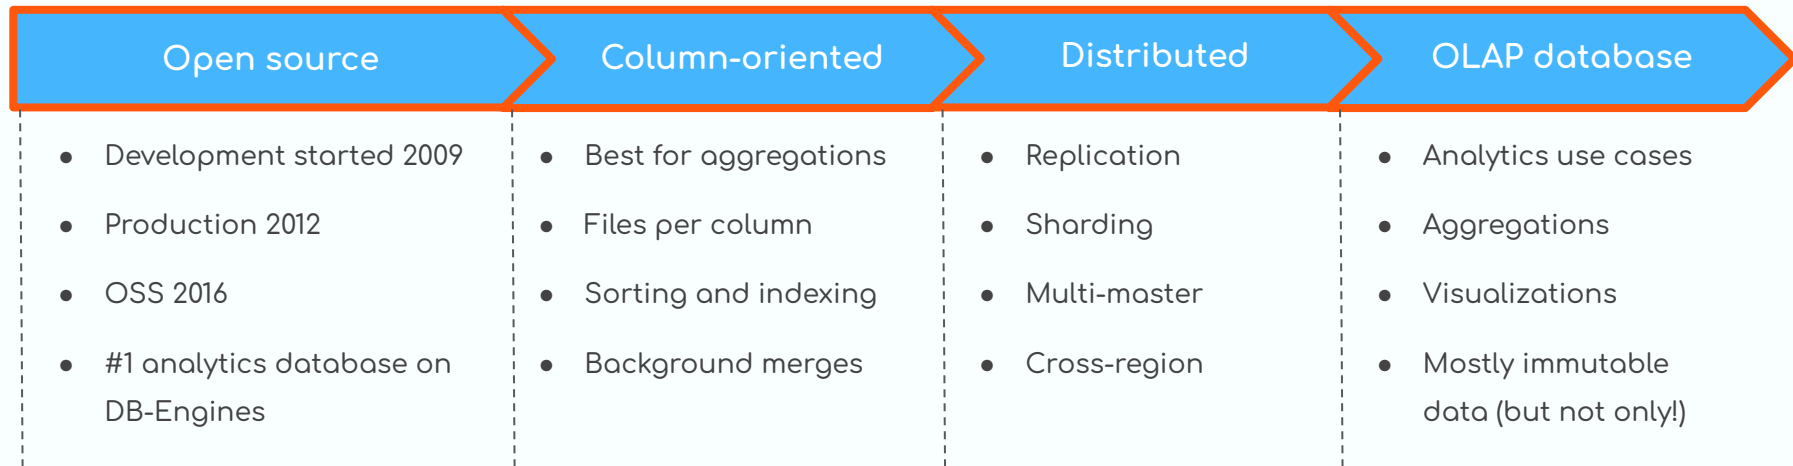 Open source
Column-oriented
Distributed
OLAP database
● Development started 2009
● Production 2012
● OSS 2016
● #1 analytics database on
DB-Engines
● Best for aggregations
● Files per column
● Sorting and indexing
● Background merges
● Replication
● Sharding
● Multi-master
● Cross-region
● Analytics use cases
● Aggregations
● Visualizations
● Mostly immutable
data (but not only!)